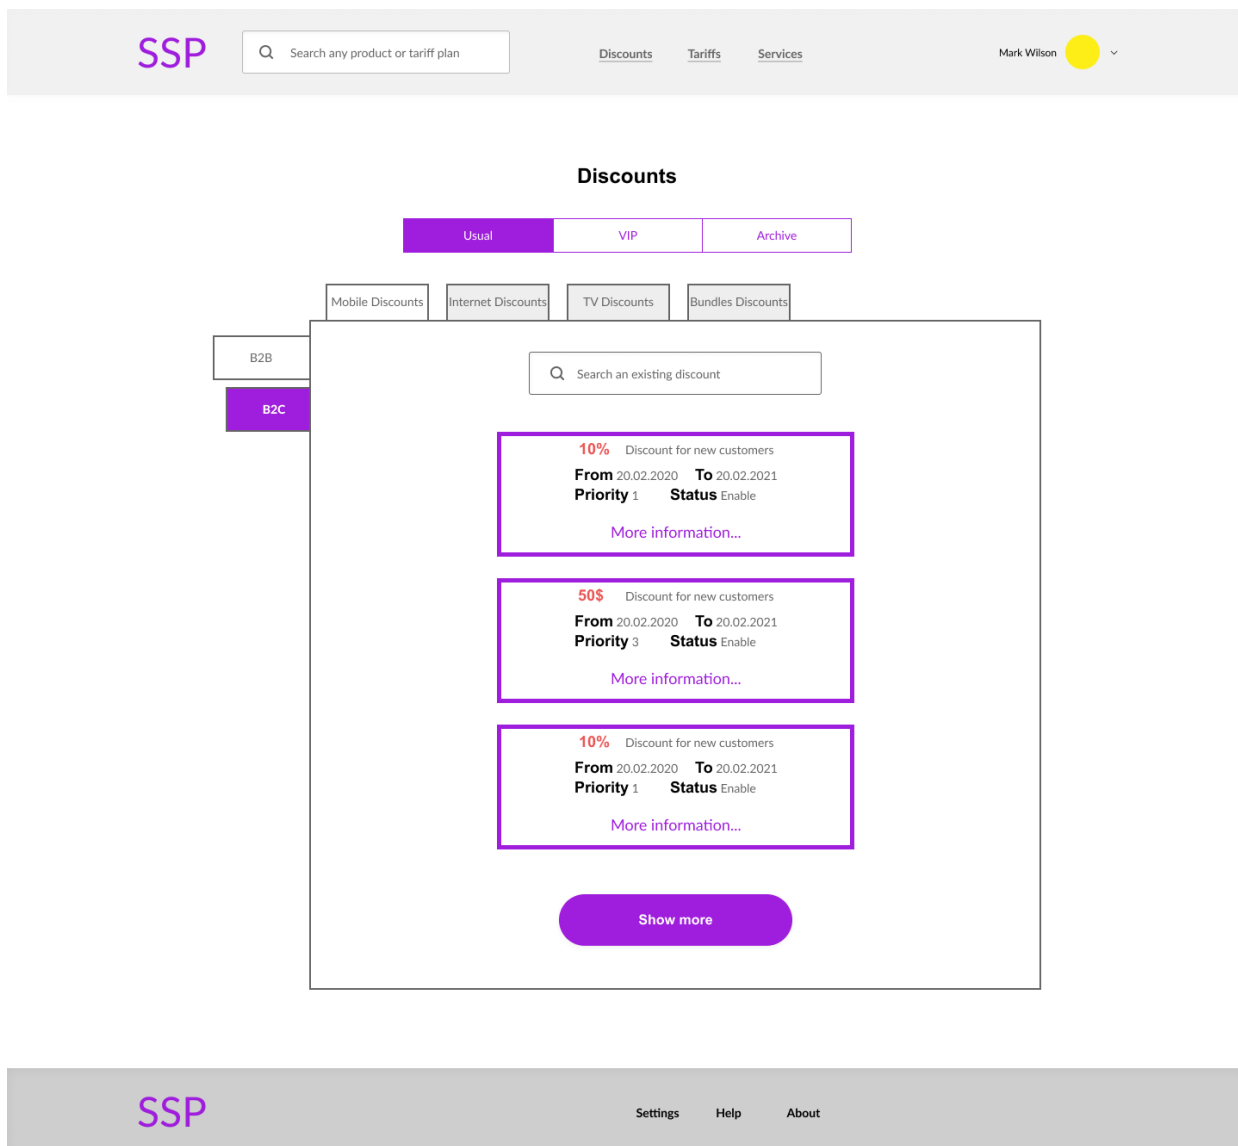 SSP
Search any product or tariff plan
Discounts Tariffs Services
Mark Wilson
Discounts
Usual VIP Archive
Mobile Discounts Internet Discounts TV Discounts Bundles Discounts
B2B
B2C
Search an existing discount
10% Discount for new customers
From 20.02.2020 To 20.02.2021
Priority 1 Status Enable
More information...
50$ Discount for new customers
From 20.02.2020 To 20.02.2021
Priority 3 Status Enable
More information...
10% Discount for new customers
From 20.02.2020 To 20.02.2021
Priority 1 Status Enable
More information...
Show more
SSP
Settings Help About